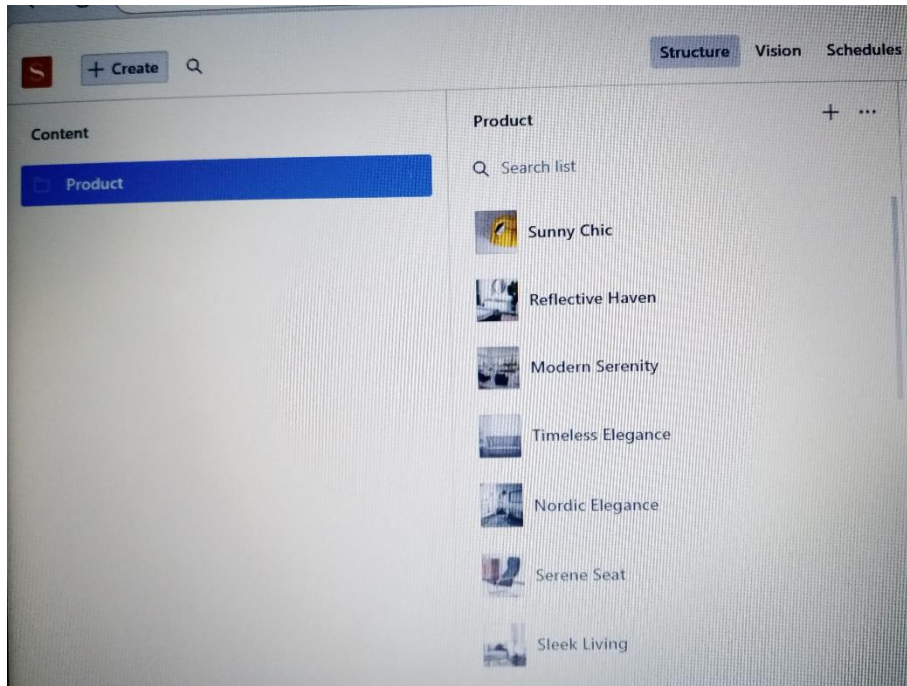 S
+ Create
Structure Vision Schedules
Content
Product
Product
Search list
Sunny Chic
Reflective Haven
Modern Serenity
Timeless Elegance
Nordic Elegance
Serene Seat
Sleek Living